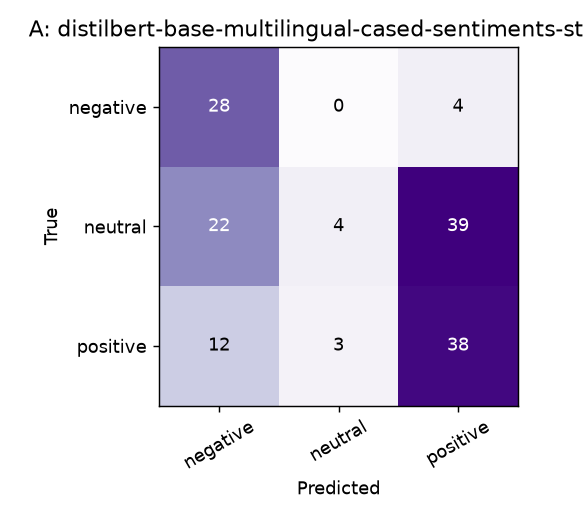 A: distilbert-base-multilingual-cased-sentiments-st
negative 28 0 4
neutral 22 4 39
positive 12 3 38
True
negative neutral positive
Predicted